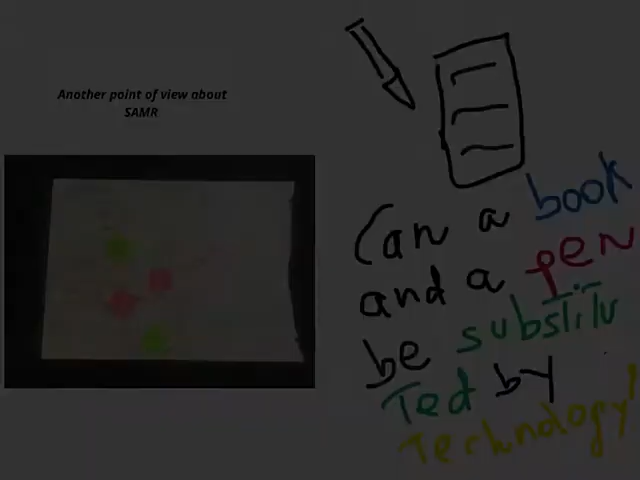 Another point of view about
SAMR
Can a book
and a pen
be substitu
Ted by
Technology?